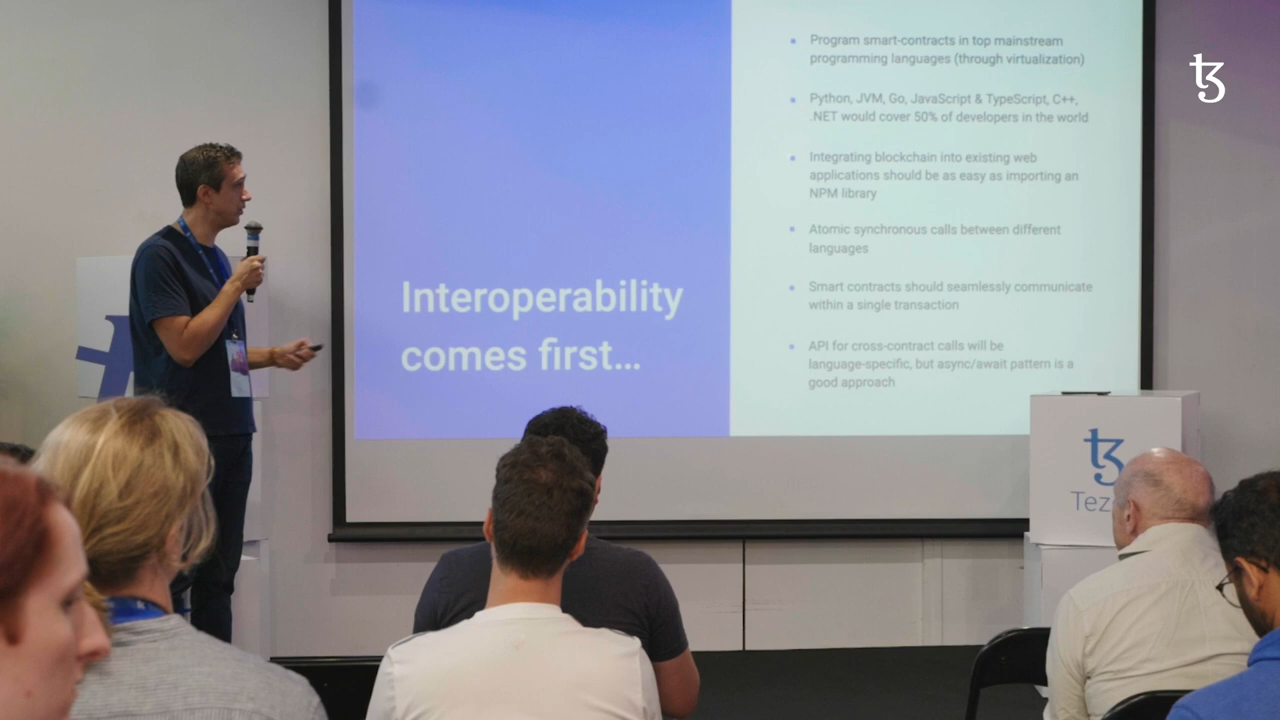 Interoperability
comes first...
Program smart-contracts in top mainstream
programming languages (through virtualization)
Python, JVM, Go, JavaScript & TypeScript, C++,
.NET would cover 50% of developers in the world
Integrating blockchain into existing web
applications should be as easy as importing an
NPM library
Atomic synchronous calls between different
languages
Smart contracts should seamlessly communicate
within a single transaction
API for cross-contract calls will be
language-specific, but async/await pattern is a
good approach
Tez